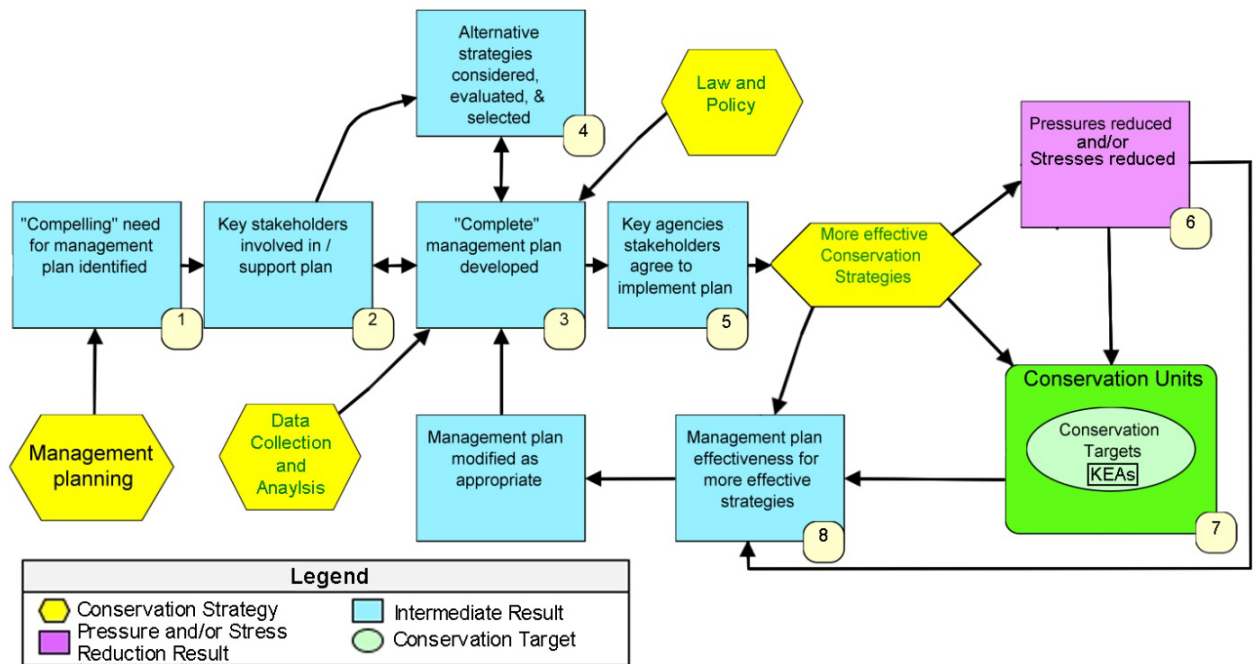 Alternative
strategies
considered,
evaluated, &
selected
4
Law and
Policy
Pressures reduced
and/or
Stresses reduced
6
"Compelling" need
for management
plan identified
1
Key stakeholders
involved in /
support plan
2
"Complete"
management plan
developed
3
Key agencies
stakeholders
agree to
implement plan
5
More effective
Conservation
Strategies
Management
planning
Data
Collection
and
Anaylsis
Management plan
modified as
appropriate
Management plan
effectiveness for
more effective
strategies
8
Conservation Units
Conservation
Targets
KEAs
7
Legend
Conservation Strategy
Pressure and/or Stress
Reduction Result
Intermediate Result
Conservation Target